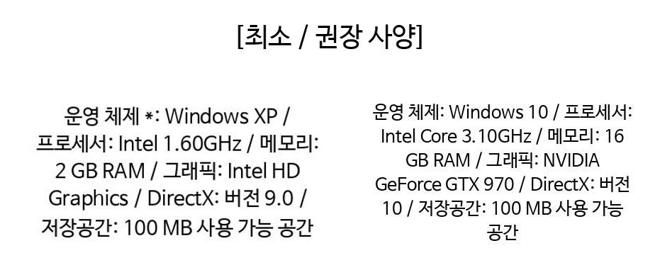 [최소 / 권장 사양]
운영 체제 *: Windows XP /
프로세서: Intel 1.60GHz / 메모리:
2 GB RAM / 그래픽: Intel HD
Graphics / DirectX: 버전 9.0 /
저장공간: 100 MB 사용 가능 공간
운영 체제: Windows 10 / 프로세서:
Intel Core 3.10GHz / 메모리: 16
GB RAM / 그래픽: NVIDIA
GeForce GTX 970 / DirectX: 버전
10 / 저장공간: 100 MB 사용 가능
공간